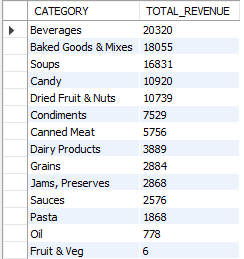 CATEGORY TOTAL_REVENUE
Beverages 20320
Baked Goods & Mixes 18055
Soups 16831
Candy 10920
Dried Fruit & Nuts 10739
Condiments 7529
Canned Meat 5756
Dairy Products 3889
Grains 2884
Jams, Preserves 2868
Sauces 2576
Pasta 1868
Oil 778
Fruit & Veg 6